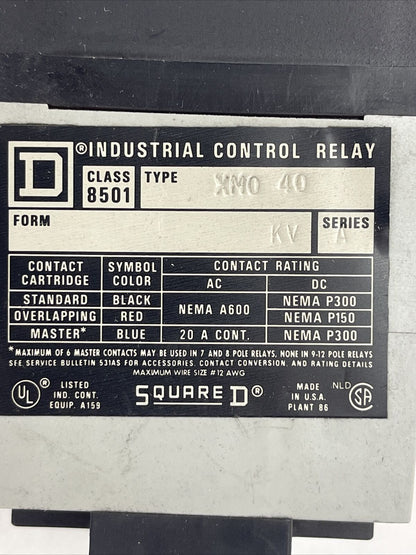 D ® INDUSTRIAL CONTROL RELAY
CLASS 8501 TYPE XMO 40
FORM KV SERIES A
CONTACT CARTRIDGE SYMBOL COLOR CONTACT RATING
AC DC
STANDARD BLACK NEMA A600 NEMA P300
OVERLAPPING RED NEMA P150
MASTER* BLUE 20 A CONT. NEMA P300
*MAXIMUM OF 6 MASTER CONTACTS MAY BE USED IN 7 AND 8 POLE RELAYS, NONE IN 9-12 POLE RELAYS
SEE SERVICE BULLETIN 531AS FOR ACCESSORIES, CONTACT CONVERSION, AND RATING DETAILS
MAXIMUM WIRE SIZE #12 AWG
UL ® LISTED IND. CONT. EQUIP. A159 SQUARE D ® MADE IN U.S.A. PLANT 86 NLD SA ®